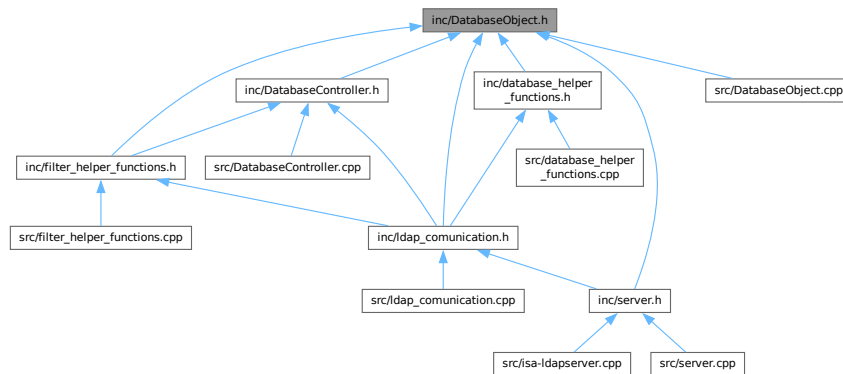 inc/DatabaseObject.h
inc/DatabaseController.h
inc/database_helper
_functions.h
src/DatabaseObject.cpp
inc/filter_helper_functions.h
src/DatabaseController.cpp
src/database_helper
_functions.cpp
src/filter_helper_functions.cpp
inc/ldap_comunication.h
src/ldap_comunication.cpp
inc/server.h
src/isa-ldapserver.cpp
src/server.cpp